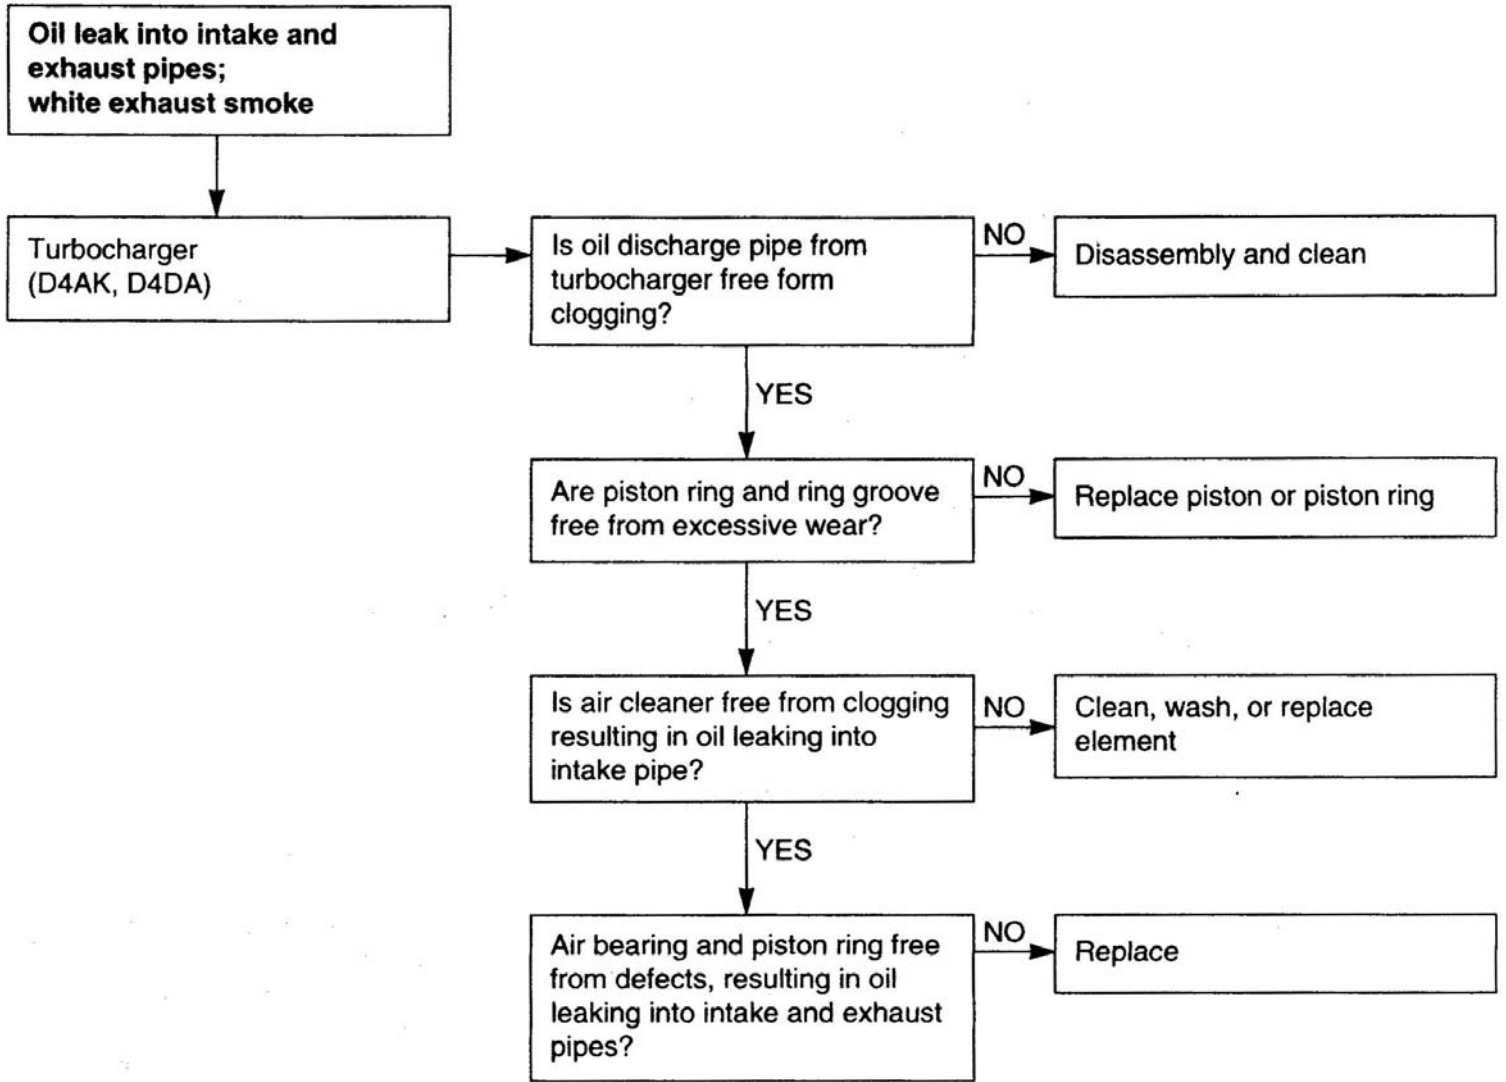 Oil leak into intake and
exhaust pipes;
white exhaust smoke
Turbocharger
(D4AK, D4DA)
Is oil discharge pipe from
turbocharger free form
clogging?
NO
Disassembly and clean
YES
Are piston ring and ring groove
free from excessive wear?
NO
Replace piston or piston ring
YES
Is air cleaner free from clogging
resulting in oil leaking into
intake pipe?
NO
Clean, wash, or replace
element
YES
Air bearing and piston ring free
from defects, resulting in oil
leaking into intake and exhaust
pipes?
NO
Replace